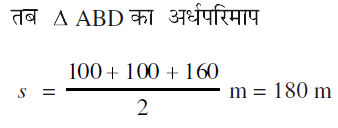 तब Δ ABD का अर्धपरिमाप
s = (100 + 100 + 160)/2 m = 180 m